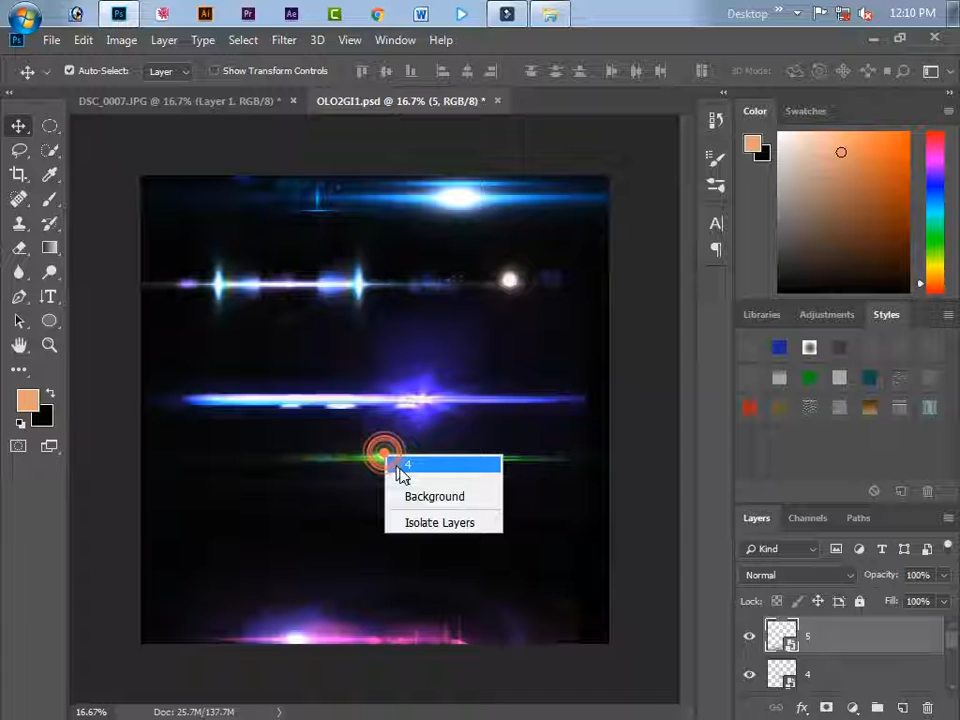 Desktop
12:10 PM
File Edit Image Layer Type Select Filter 3D View Window Help
Auto-Select: Layer Show Transform Controls 3D Mode:
DSC_0007.JPG @ 16.7% (Layer 1, RGB/8) * OLO2GI1.psd @ 16.7% (5, RGB/8) *
Color Swatches
Libraries Adjustments Styles
4
Background
Isolate Layers
Layers Channels Paths
Kind
Normal Opacity: 100%
Lock: Fill: 100%
5
4
16.67% Doc: 25.7M/137.7M